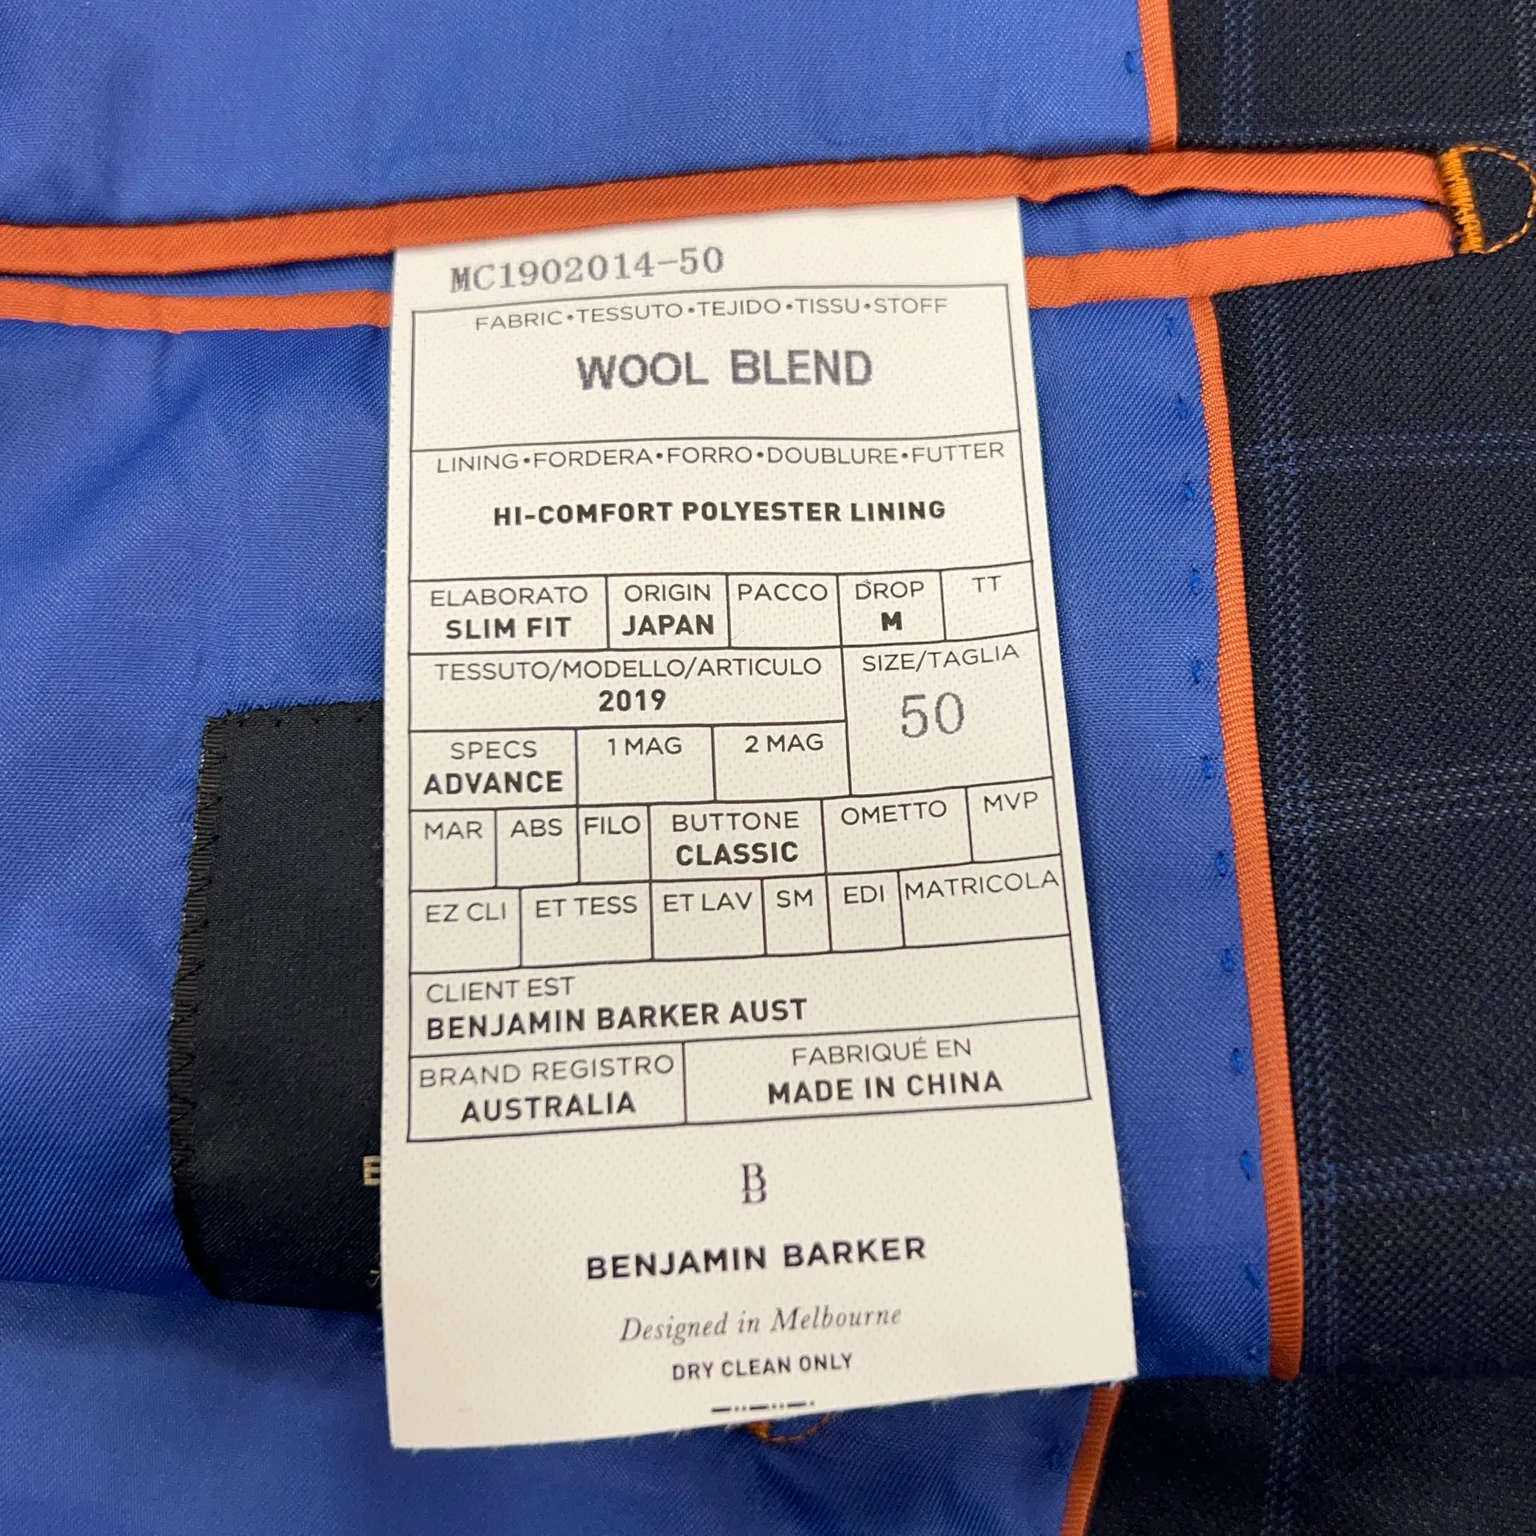 MC1902014-50
FABRIC•TESSUTO•TEJIDO•TISSU•STOFF
WOOL BLEND
LINING•FORDERA•FORRO•DOUBLURE•FUTTER
HI-COMFORT POLYESTER LINING
ELABORATO
SLIM FIT
ORIGIN
JAPAN
PACCO
DROP
M
TT
TESSUTO/MODELLO/ARTICULO
2019
SIZE/TAGLIA
50
SPECS
ADVANCE
1 MAG
2 MAG
MAR
ABS
FILO
BUTTONE
CLASSIC
OMETTO
MVP
EZ CLI
ET TESS
ET LAV
SM
EDI
MATRICOLA
CLIENT EST
BENJAMIN BARKER AUST
BRAND REGISTRO
AUSTRALIA
FABRIQUÉ EN
MADE IN CHINA
B
BENJAMIN BARKER
Designed in Melbourne
DRY CLEAN ONLY